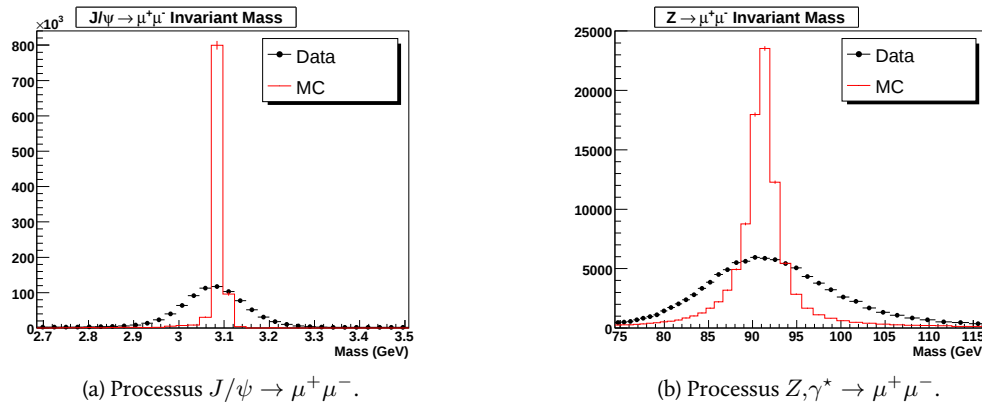 J/ψ → μ⁺μ⁻ Invariant Mass
×10³
Data
MC
800
700
600
500
400
300
200
100
0
2.7 2.8 2.9 3 3.1 3.2 3.3 3.4 3.5
Mass (GeV)
(a) Processus J/ψ → μ⁺μ⁻.
Z → μ⁺μ⁻ Invariant Mass
Data
MC
25000
20000
15000
10000
5000
0
75 80 85 90 95 100 105 110 115
Mass (GeV
(b) Processus Z,γ* → μ⁺μ⁻.